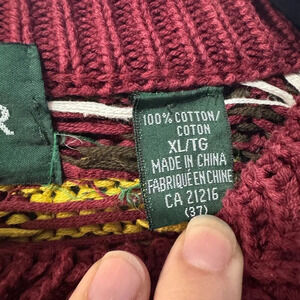 R
100% COTTON/
COTON
XL/TG
MADE IN CHINA
FABRIQUÉ EN CHINE
CA 21216
(37)